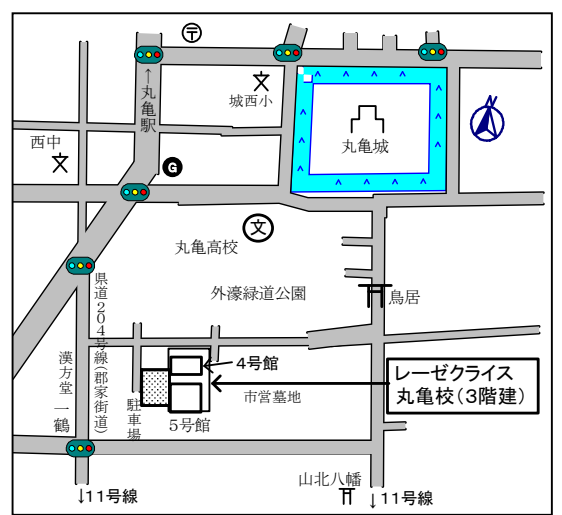 〒
城西小
文
↑丸亀駅
丸亀城
N
西中
文
G
文
丸亀高校
外濠緑道公園
鳥居
県道204号線(郡家街道)
漢方堂
一鶴
4号館
駐車場
5号館
市営墓地
レーゼクライス
丸亀校(3階建)
山北八幡
↓11号線
↓11号線